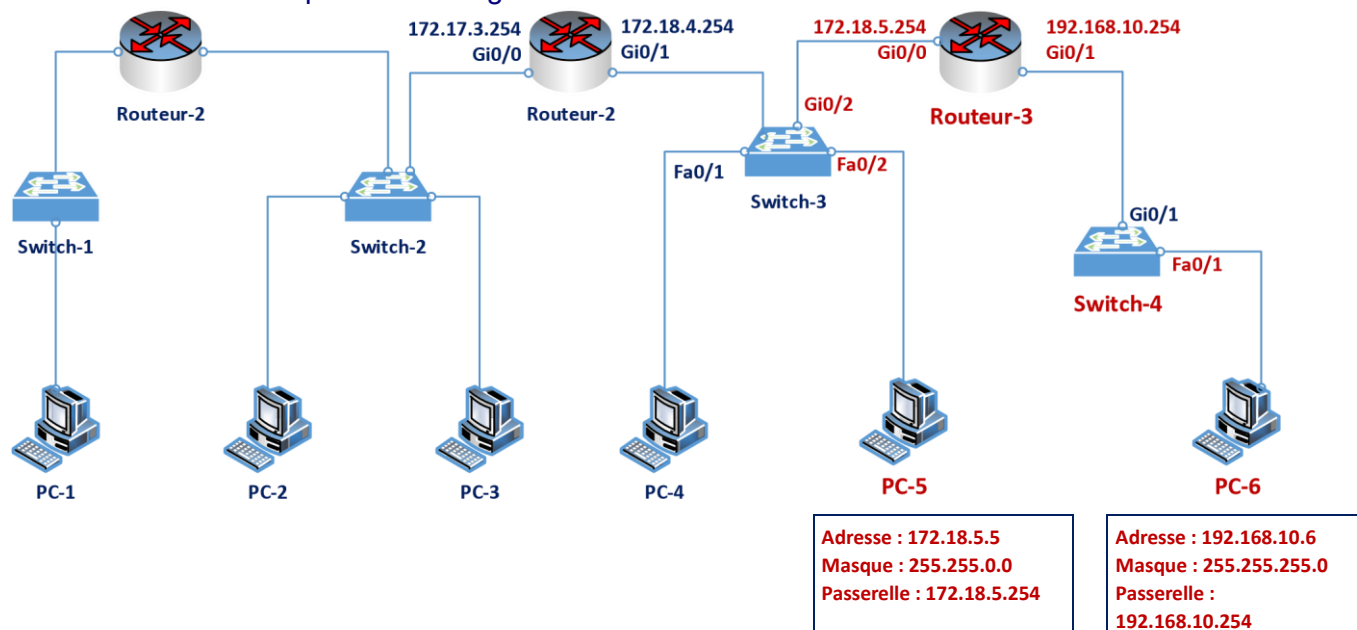 172.17.3.254
Gi0/0
172.18.4.254
Gi0/1
172.18.5.254
Gi0/0
192.168.10.254
Gi0/1
Routeur-2
Routeur-2
Gi0/2
Routeur-3
Fa0/1
Fa0/2
Switch-3
Switch-1
Switch-2
Gi0/1
Fa0/1
Switch-4
PC-1
PC-2
PC-3
PC-4
PC-5
PC-6
Adresse : 172.18.5.5
Masque : 255.255.0.0
Passerelle : 172.18.5.254
Adresse : 192.168.10.6
Masque : 255.255.255.0
Passerelle :
192.168.10.254